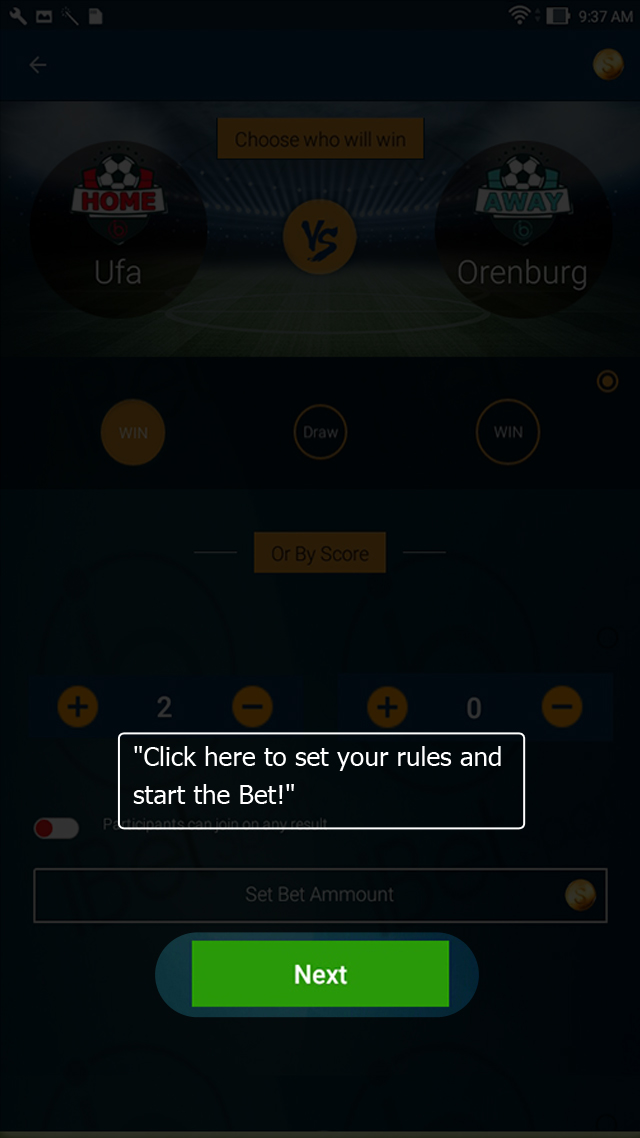 9:37 AM
Choose who will win
HOME
VS
AWAY
Ufa
Orenburg
WIN
Draw
WIN
Or By Score
2
0
"Click here to set your rules and
start the Bet!"
Participants can join on any result
Set Bet Ammount
Next